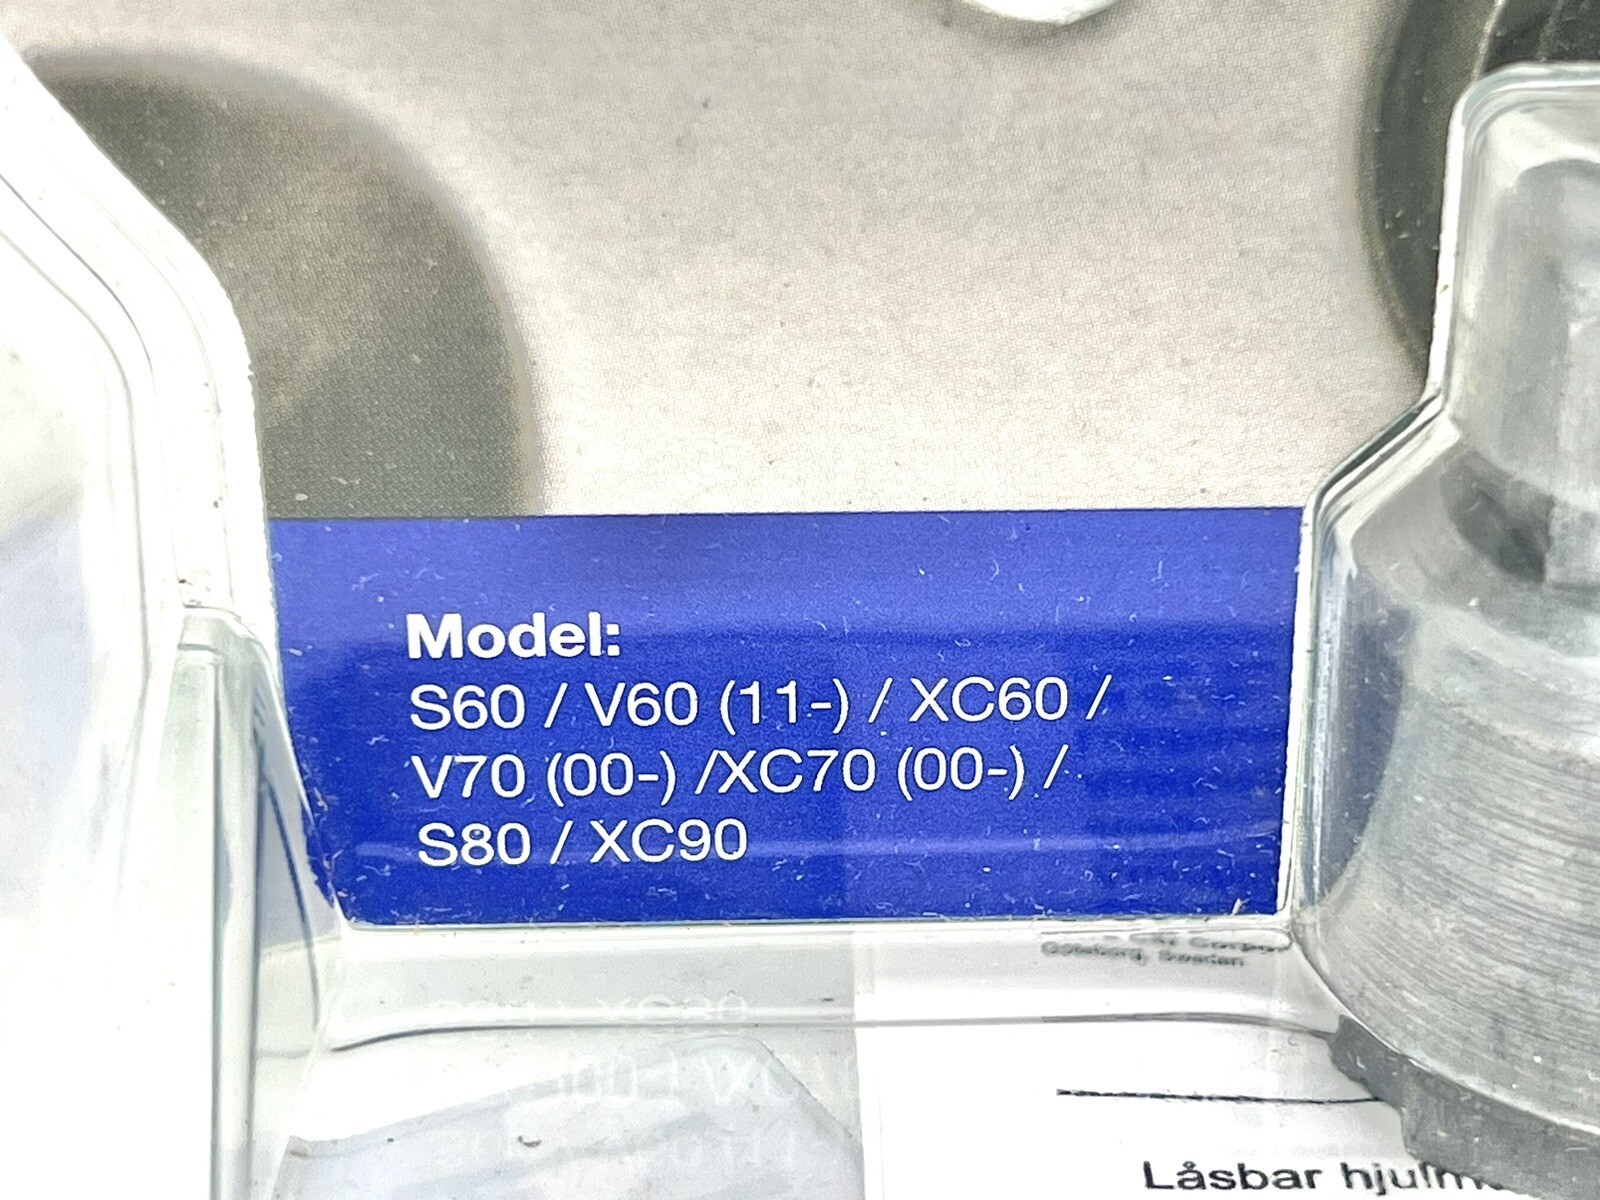 Model:
S60 / V60 (11-) / XC60 /
V70 (00-) /XC70 (00-) /
S80 / XC90
Göteborg, Sweden
Låsbar